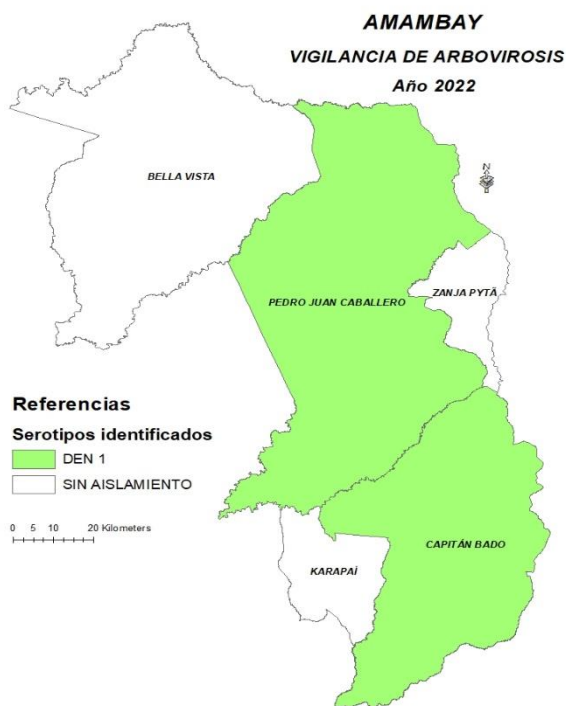 AMAMBAY
VIGILANCIA DE ARBOVIROSIS
Año 2022
BELLA VISTA
N
PEDRO JUAN CABALLERO
ZANJA PYTÃ
Referencias
Serotipos identificados
DEN 1
SIN AISLAMIENTO
0 5 10 20 Kilometers
CAPITÁN BADO
KARAPAÍ